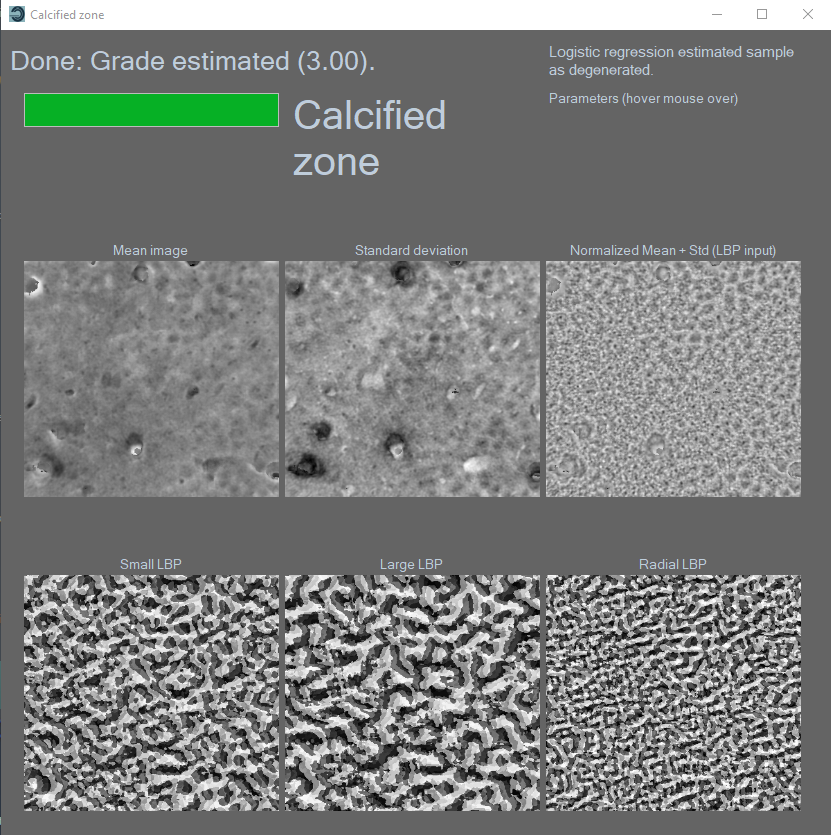 Calcified zone
Done: Grade estimated (3.00).
Calcified
zone
Logistic regression estimated sample
as degenerated.
Parameters (hover mouse over)
Mean image
Standard deviation
Normalized Mean + Std (LBP input)
Small LBP
Large LBP
Radial LBP